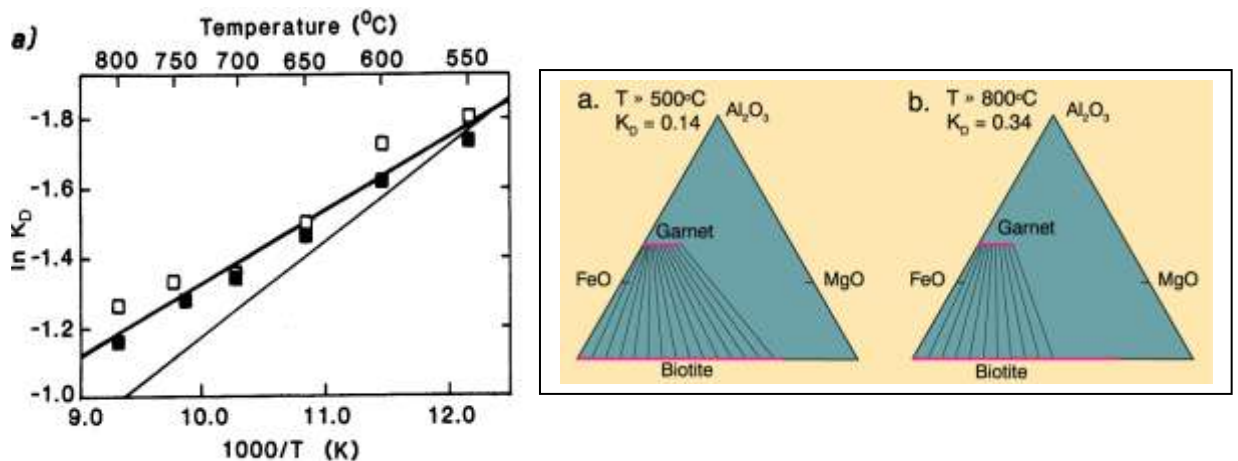 a)
Temperature (⁰C)
800 750 700 650 600 550
-1.8
-1.6
-1.4
-1.2
-1.0
ln K_D
9.0 10.0 11.0 12.0
1000/T (K)
a. T » 500°C
K_D = 0.14
Al₂O₃
Garnet
FeO
MgO
Biotite
b. T » 800°C
K_D = 0.34
Al₂O₃
Garnet
FeO
MgO
Biotite